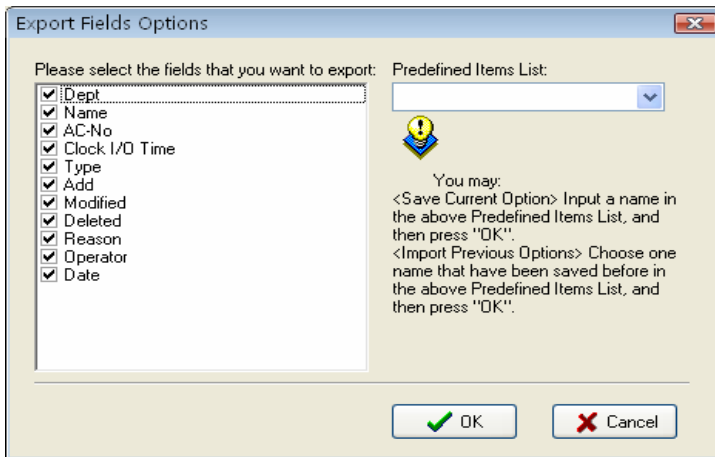 Export Fields Options
Please select the fields that you want to export:
Dept
Name
AC-No
Clock I/O Time
Type
Add
Modified
Deleted
Reason
Operator
Date
Predefined Items List:
You may:
<Save Current Option> Input a name in
the above Predefined Items List, and
then press "OK".
<Import Previous Options> Choose one
name that have been saved before in
the above Predefined Items List, and
then press "OK".
OK
Cancel